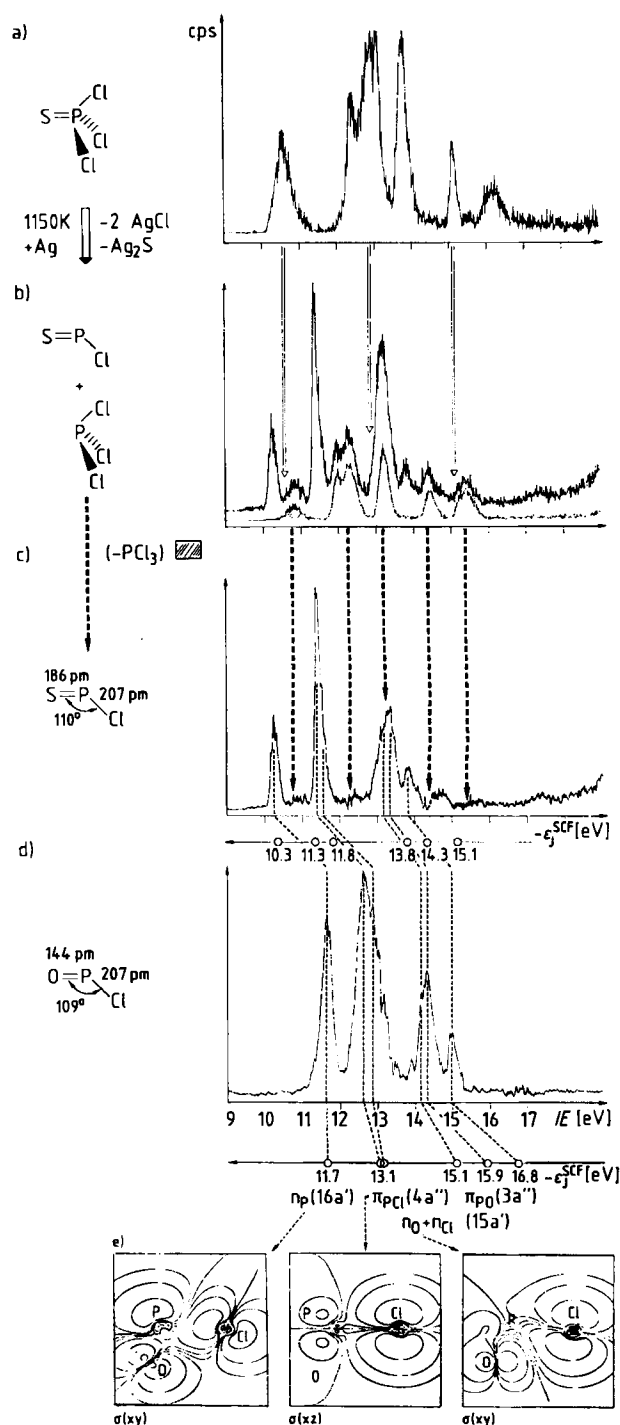 a)
cps
Cl
S=P
Cl
Cl
1150K -2 AgCl
+Ag -Ag2S
b)
S=P
Cl
+
Cl
P
Cl
Cl
(-PCl3)
c)
186 pm
S=P 207 pm
110° Cl
-εjSCF[eV]
10.3 11.3 11.8 13.8 14.3 15.1
d)
144 pm
O=P 207 pm
109° Cl
9 10 11 12 13 14 15 16 17 IE [eV]
11.7 13.1 15.1 15.9 16.8 -εjSCF[eV]
nP(16a') πPCl(4a'') πPO(3a'')
nO+nCl (15a')
e)
P Cl O
P Cl O
P Cl O
σ(xy) σ(xz) σ(xy)